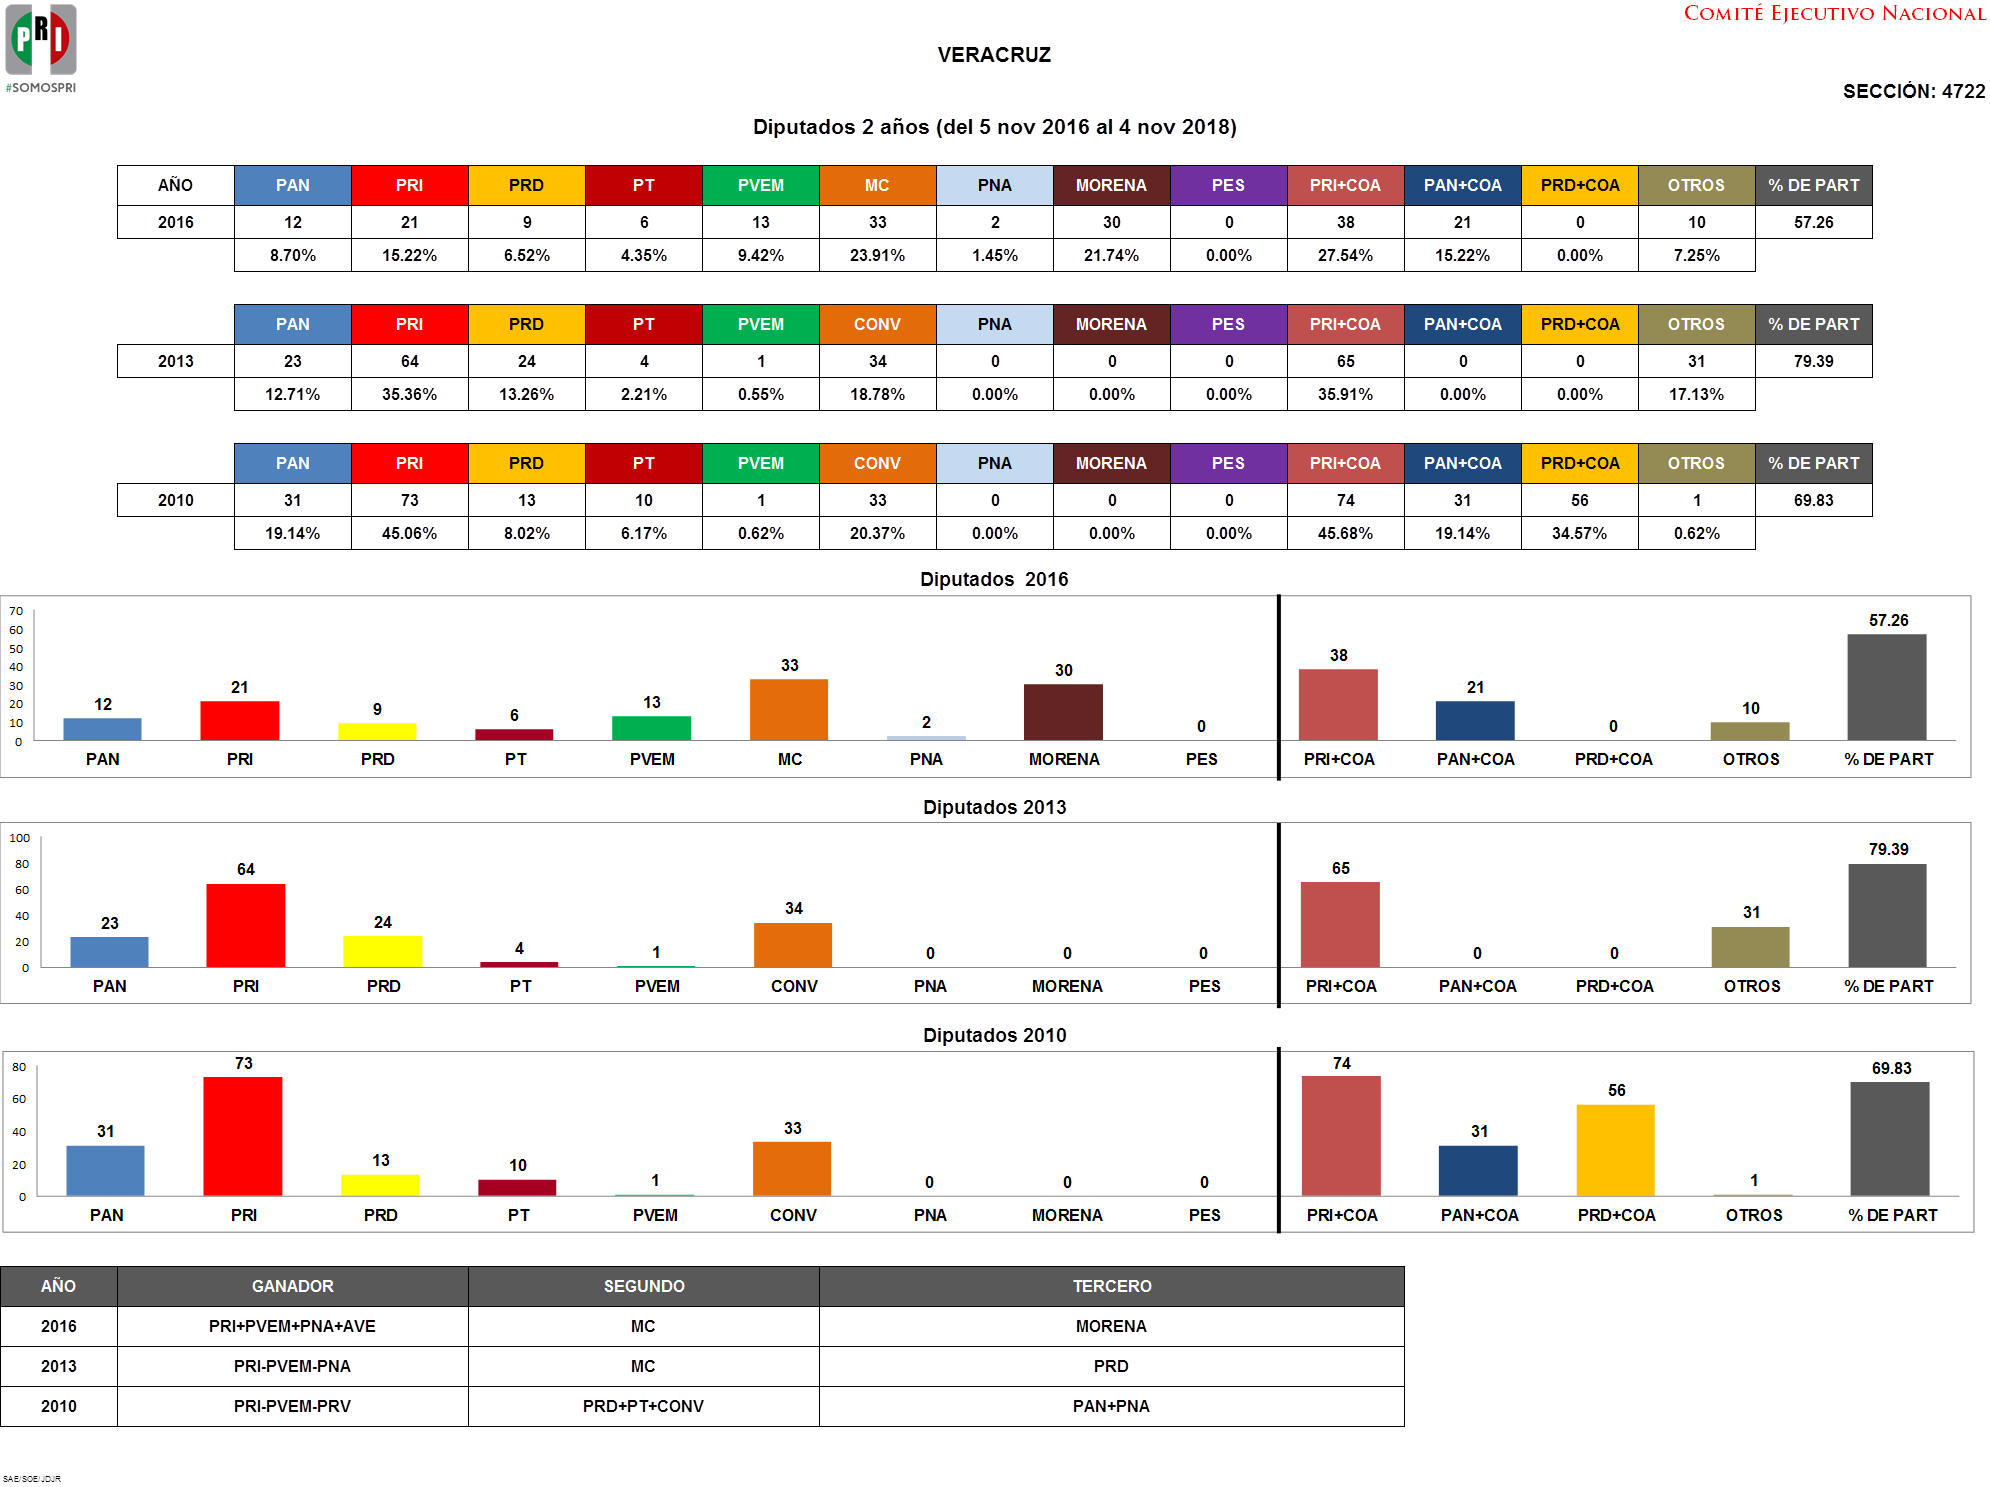 PRI
#SOMOSPRI
COMITÉ EJECUTIVO NACIONAL
VERACRUZ
SECCIÓN: 4722
Diputados 2 años (del 5 nov 2016 al 4 nov 2018)
AÑO PAN PRI PRD PT PVEM MC PNA MORENA PES PRI+COA PAN+COA PRD+COA OTROS % DE PART
2016 12 21 9 6 13 33 2 30 0 38 21 0 10 57.26
8.70% 15.22% 6.52% 4.35% 9.42% 23.91% 1.45% 21.74% 0.00% 27.54% 15.22% 0.00% 7.25%
PAN PRI PRD PT PVEM CONV PNA MORENA PES PRI+COA PAN+COA PRD+COA OTROS % DE PART
2013 23 64 24 4 1 34 0 0 0 65 0 0 31 79.39
12.71% 35.36% 13.26% 2.21% 0.55% 18.78% 0.00% 0.00% 0.00% 35.91% 0.00% 0.00% 17.13%
PAN PRI PRD PT PVEM CONV PNA MORENA PES PRI+COA PAN+COA PRD+COA OTROS % DE PART
2010 31 73 13 10 1 33 0 0 0 74 31 56 1 69.83
19.14% 45.06% 8.02% 6.17% 0.62% 20.37% 0.00% 0.00% 0.00% 45.68% 19.14% 34.57% 0.62%
Diputados 2016
70
60
50
40
30
20
10
0
12 21 9 6 13 33 2 30 0 38 21 0 10 57.26
PAN PRI PRD PT PVEM MC PNA MORENA PES PRI+COA PAN+COA PRD+COA OTROS % DE PART
Diputados 2013
100
80
60
40
20
0
23 64 24 4 1 34 0 0 0 65 0 0 31 79.39
PAN PRI PRD PT PVEM CONV PNA MORENA PES PRI+COA PAN+COA PRD+COA OTROS % DE PART
Diputados 2010
80
60
40
20
0
31 73 13 10 1 33 0 0 0 74 31 56 1 69.83
PAN PRI PRD PT PVEM CONV PNA MORENA PES PRI+COA PAN+COA PRD+COA OTROS % DE PART
AÑO GANADOR SEGUNDO TERCERO
2016 PRI+PVEM+PNA+AVE MC MORENA
2013 PRI-PVEM-PNA MC PRD
2010 PRI-PVEM-PRV PRD+PT+CONV PAN+PNA
SAE/SOE/JDJR